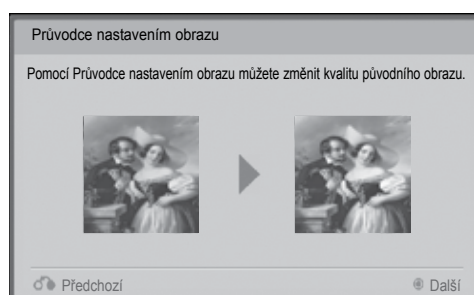 Průvodce nastavením obrazu
Pomocí Průvodce nastavením obrazu můžete změnit kvalitu původního obrazu.
Předchozí
Další